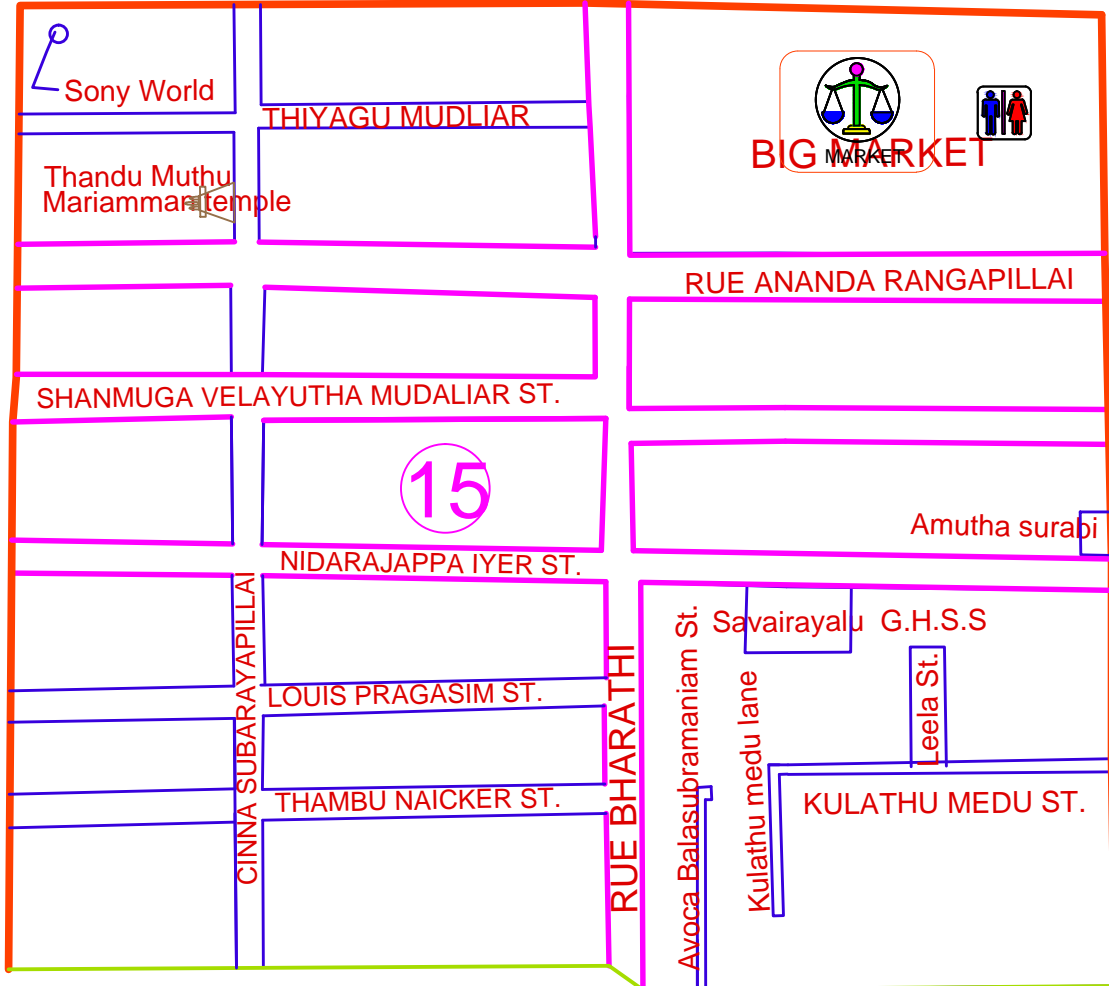 Sony World
THIYAGU MUDLIAR
BIG MARKET
MARKET
Thandu Muthu
Mariamman temple
RUE ANANDA RANGAPILLAI
SHANMUGA VELAYUTHA MUDALIAR ST.
15
Amutha surabi
NIDARAJAPPA IYER ST.
CINNA SUBARAYAPILLAI
Savairayalu G.H.S.S
LOUIS PRAGASIM ST.
RUE BHARATHI
Avoca Balasubramaniam St.
Kulathu medu lane
Leela St.
THAMBU NAICKER ST.
KULATHU MEDU ST.